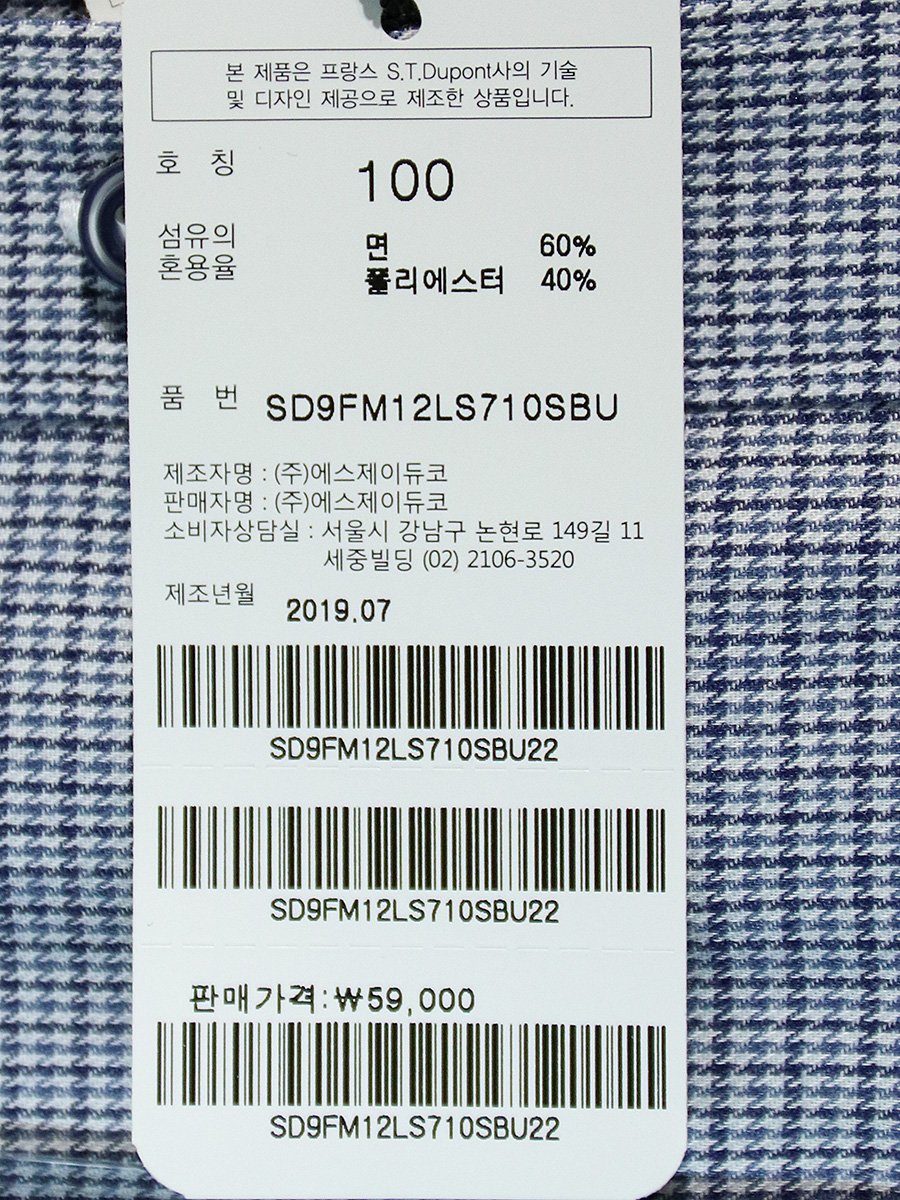 본 제품은 프랑스 S.T.Dupont사의 기술
및 디자인 제공으로 제조한 상품입니다.
호 칭 100
섬유의 면 60%
혼용율 폴리에스터 40%
품 번 SD9FM12LS710SBU
제조자명 : (주)에스제이듀코
판매자명 : (주)에스제이듀코
소비자상담실 : 서울시 강남구 논현로 149길 11
세중빌딩 (02) 2106-3520
제조년월 2019.07
SD9FM12LS710SBU22
SD9FM12LS710SBU22
판매가격:₩59,000
SD9FM12LS710SBU22